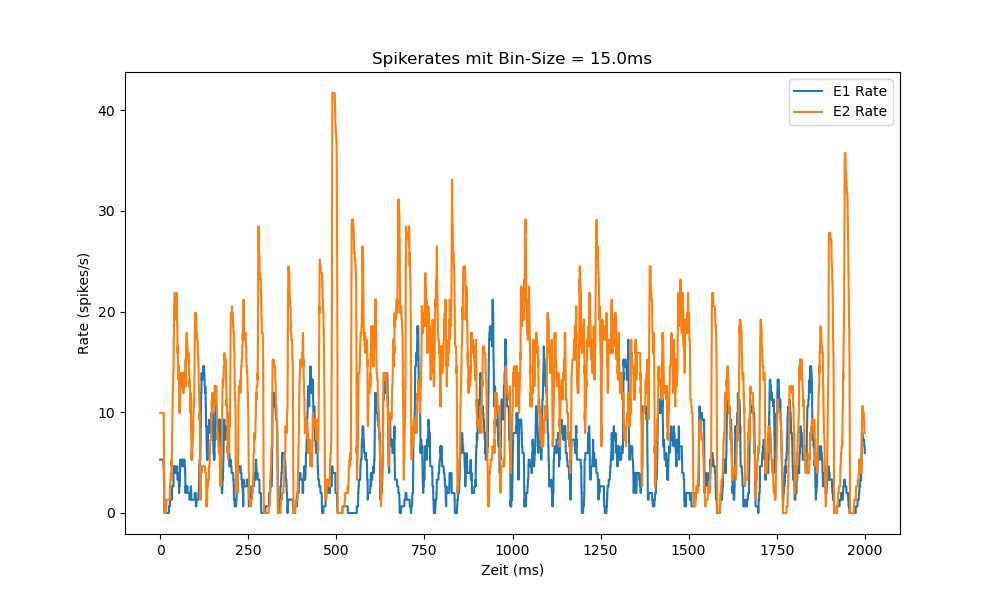 Spikerates mit Bin-Size = 15.0ms
E1 Rate
E2 Rate
40
30
20
10
0
Rate (spikes/s)
0 250 500 750 1000 1250 1500 1750 2000
Zeit (ms)